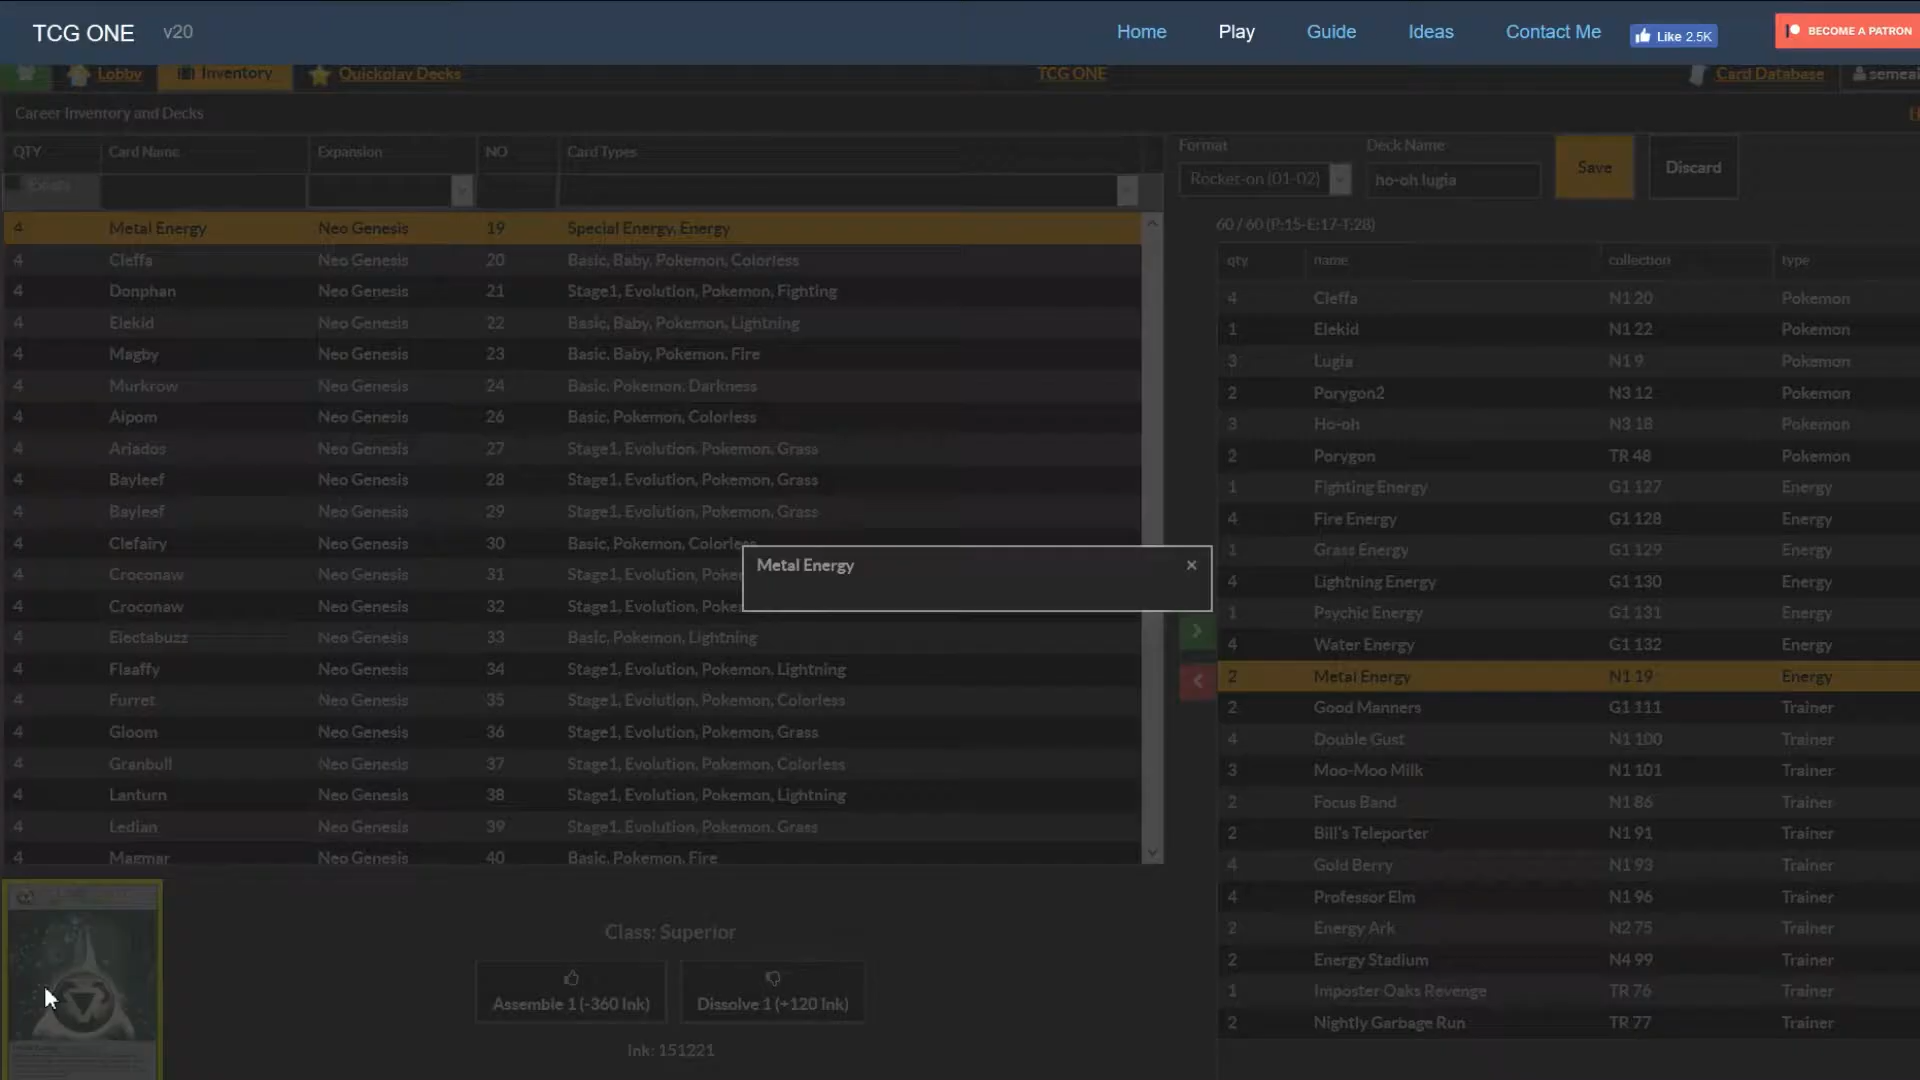 TCG ONE v20 Home Play Guide Ideas Contact Me Like 2.5K BECOME A PATRON
Lobby Inventory Quickplay Decks TCG ONE Card Database semeai
Career Inventory and Decks
QTY Card Name Expansion NO Card Types
4 Metal Energy Neo Genesis 19 Special Energy, Energy
4 Cleffa Neo Genesis 20 Basic, Baby, Pokemon, Colorless
4 Donphan Neo Genesis 21 Stage1, Evolution, Pokemon, Fighting
4 Elekid Neo Genesis 22 Basic, Baby, Pokemon, Lightning
4 Magby Neo Genesis 23 Basic, Baby, Pokemon, Fire
4 Murkrow Neo Genesis 24 Basic, Pokemon, Darkness
4 Aipom Neo Genesis 26 Basic, Pokemon, Colorless
4 Ariados Neo Genesis 27 Stage1, Evolution, Pokemon, Grass
4 Bayleef Neo Genesis 28 Stage1, Evolution, Pokemon, Grass
4 Bayleef Neo Genesis 29 Stage1, Evolution, Pokemon, Grass
4 Clefairy Neo Genesis 30 Basic, Pokemon, Colorless
4 Croconaw Neo Genesis 31 Stage1, Evolution, Poke
4 Croconaw Neo Genesis 32 Stage1, Evolution, Poke
4 Electabuzz Neo Genesis 33 Basic, Pokemon, Lightning
4 Flaaffy Neo Genesis 34 Stage1, Evolution, Pokemon, Lightning
4 Furret Neo Genesis 35 Stage1, Evolution, Pokemon, Colorless
4 Gloom Neo Genesis 36 Stage1, Evolution, Pokemon, Grass
4 Granbull Neo Genesis 37 Stage1, Evolution, Pokemon, Colorless
4 Lanturn Neo Genesis 38 Stage1, Evolution, Pokemon, Lightning
4 Ledian Neo Genesis 39 Stage1, Evolution, Pokemon, Grass
4 Magmar Neo Genesis 40 Basic, Pokemon, Fire
Metal Energy ×
Class: Superior
Assemble 1 (-360 Ink) Dissolve 1 (+120 Ink)
Ink: 151221
Format Deck Name
Rocket-on (01-02) ho-oh lugia Save Discard
60 / 60 (P:15-E:17-T:28)
qty name collection type
4 Cleffa N1 20 Pokemon
1 Elekid N1 22 Pokemon
3 Lugia N1 9 Pokemon
2 Porygon2 N3 12 Pokemon
3 Ho-oh N3 18 Pokemon
2 Porygon TR 48 Pokemon
1 Fighting Energy G1 127 Energy
4 Fire Energy G1 128 Energy
1 Grass Energy G1 129 Energy
4 Lightning Energy G1 130 Energy
1 Psychic Energy G1 131 Energy
4 Water Energy G1 132 Energy
2 Metal Energy N1 19 Energy
2 Good Manners G1 111 Trainer
4 Double Gust N1 100 Trainer
3 Moo-Moo Milk N1 101 Trainer
2 Focus Band N1 86 Trainer
2 Bill's Teleporter N1 91 Trainer
4 Gold Berry N1 93 Trainer
4 Professor Elm N1 96 Trainer
2 Energy Ark N2 75 Trainer
2 Energy Stadium N4 99 Trainer
1 Imposter Oaks Revenge TR 76 Trainer
2 Nightly Garbage Run TR 77 Trainer